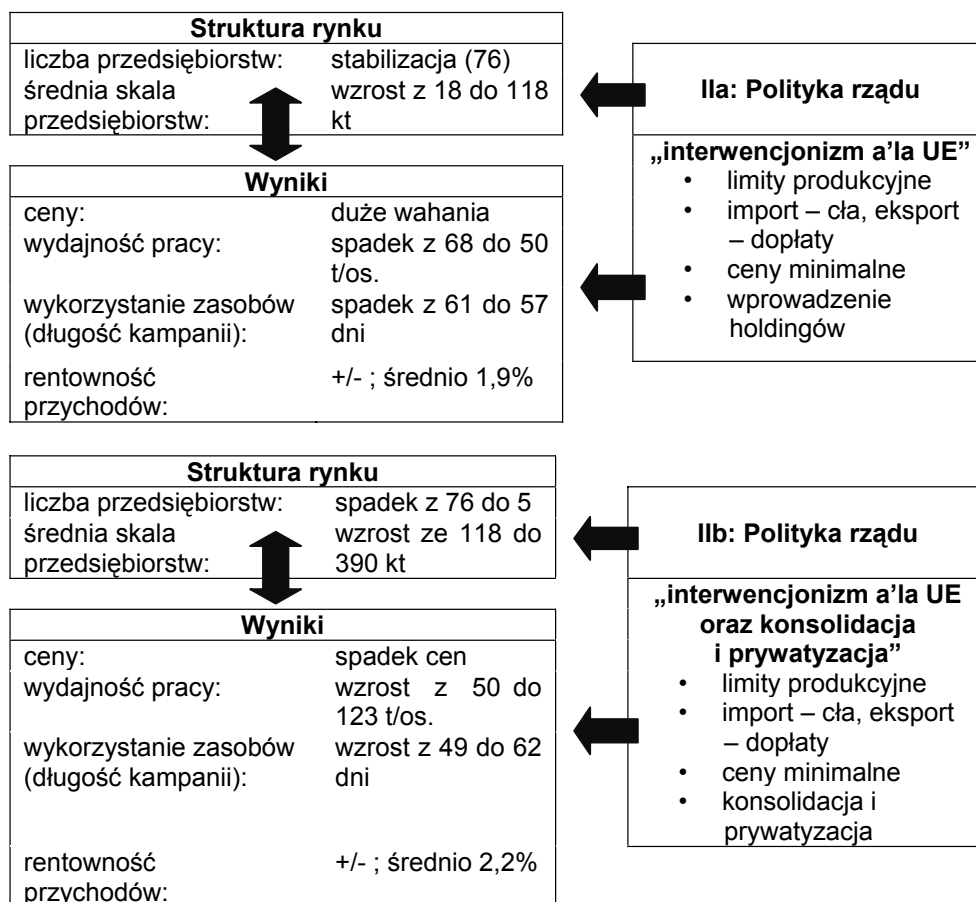 Struktura rynku
liczba przedsiębiorstw: stabilizacja (76)
średnia skala wzrost z 18 do 118
przedsiębiorstw: kt
Wyniki
ceny: duże wahania
wydajność pracy: spadek z 68 do 50
t/os.
wykorzystanie zasobów spadek z 61 do 57
(długość kampanii): dni
rentowność +/- ; średnio 1,9%
przychodów:
IIa: Polityka rządu
„interwencjonizm a'la UE”
• limity produkcyjne
• import – cła, eksport
– dopłaty
• ceny minimalne
• wprowadzenie
holdingów
Struktura rynku
liczba przedsiębiorstw: spadek z 76 do 5
średnia skala wzrost ze 118 do
przedsiębiorstw: 390 kt
Wyniki
ceny: spadek cen
wydajność pracy: wzrost z 50 do
123 t/os.
wykorzystanie zasobów wzrost z 49 do 62
(długość kampanii): dni
rentowność +/- ; średnio 2,2%
przychodów:
IIb: Polityka rządu
„interwencjonizm a'la UE
oraz konsolidacja
i prywatyzacja”
• limity produkcyjne
• import – cła, eksport
– dopłaty
• ceny minimalne
• konsolidacja i
prywatyzacja